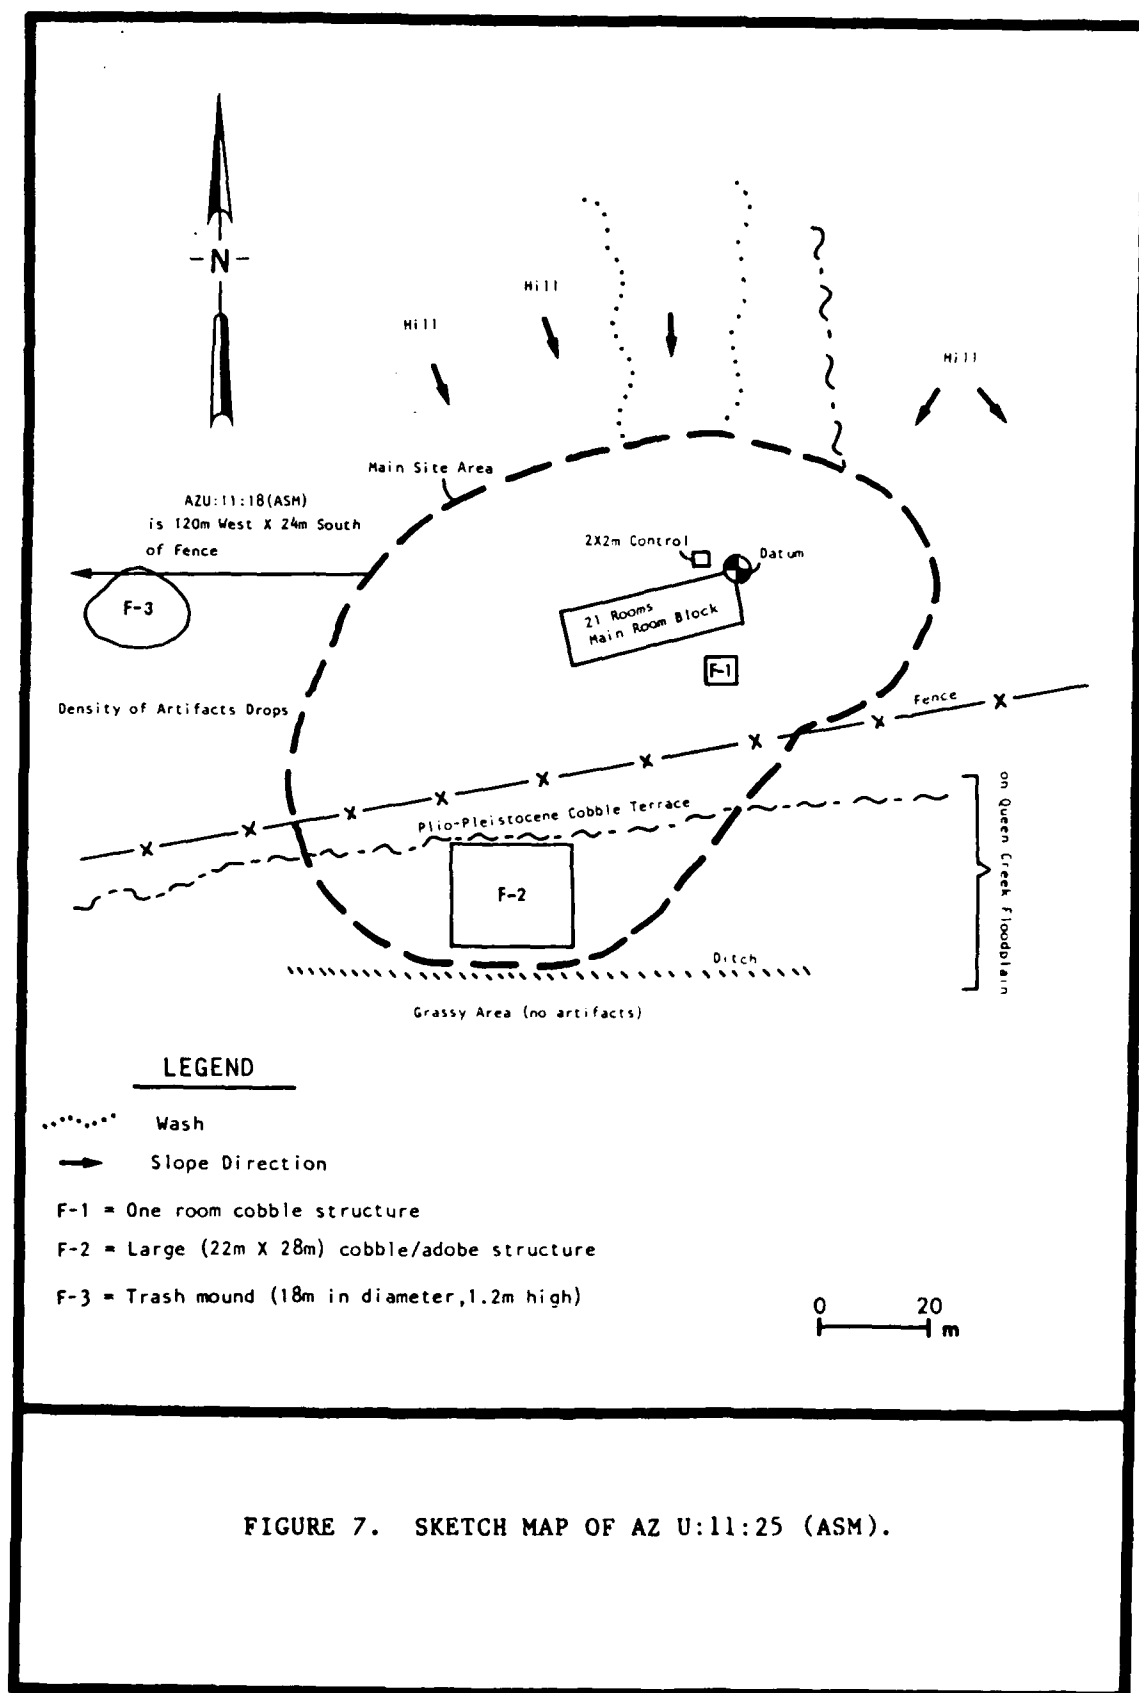 -N-
Hill
Hill
Hill
Main Site Area
AZU:11:18(ASM)
is 120m West X 24m South
of Fence
2X2m Control
Datum
F-3
21 Rooms
Main Room Block
F-1
Density of Artifacts Drops
Fence
Plio-Pleistocene Cobble Terrace
on Queen Creek Floodplain
F-2
Ditch
Grassy Area (no artifacts)
LEGEND
Wash
Slope Direction
F-1 = One room cobble structure
F-2 = Large (22m X 28m) cobble/adobe structure
F-3 = Trash mound (18m in diameter,1.2m high)
0 20
m
FIGURE 7. SKETCH MAP OF AZ U:11:25 (ASM).